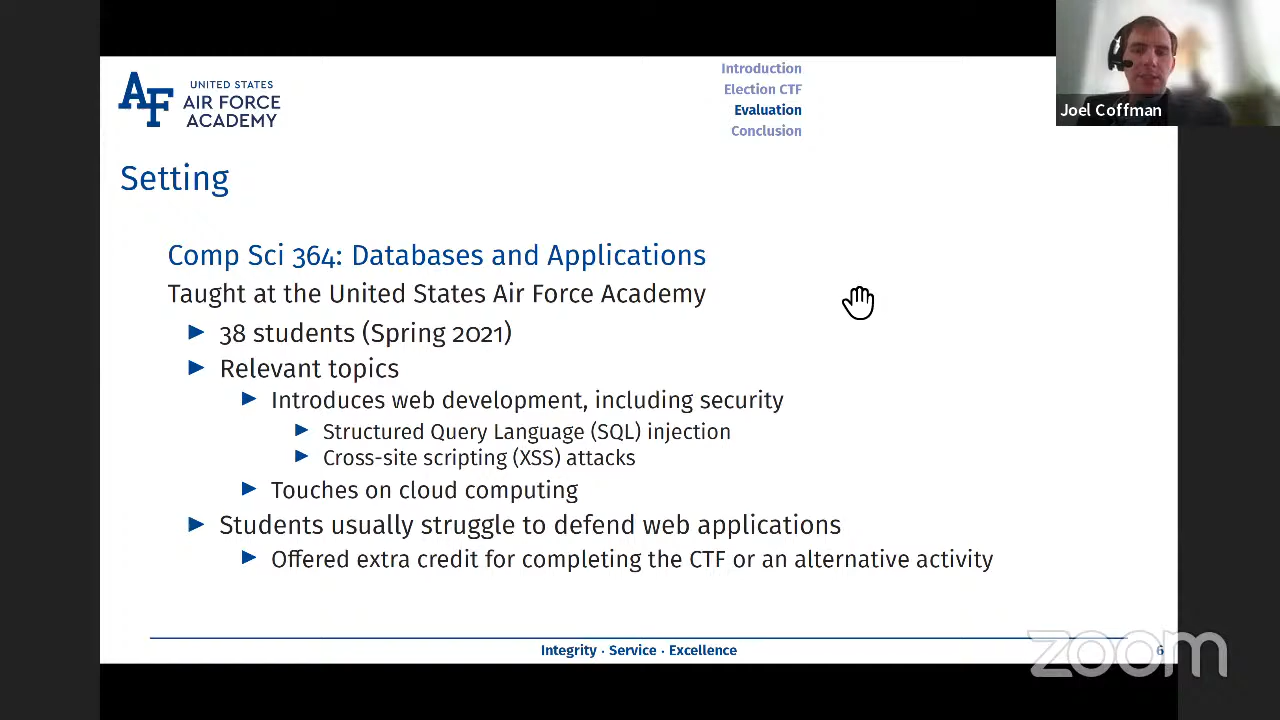 UNITED STATES
AIR FORCE
ACADEMY
Introduction
Election CTF
Evaluation
Conclusion
Joel Coffman
Setting
Comp Sci 364: Databases and Applications
Taught at the United States Air Force Academy
38 students (Spring 2021)
Relevant topics
Introduces web development, including security
Structured Query Language (SQL) injection
Cross-site scripting (XSS) attacks
Touches on cloud computing
Students usually struggle to defend web applications
Offered extra credit for completing the CTF or an alternative activity
Integrity · Service · Excellence
6
zoom